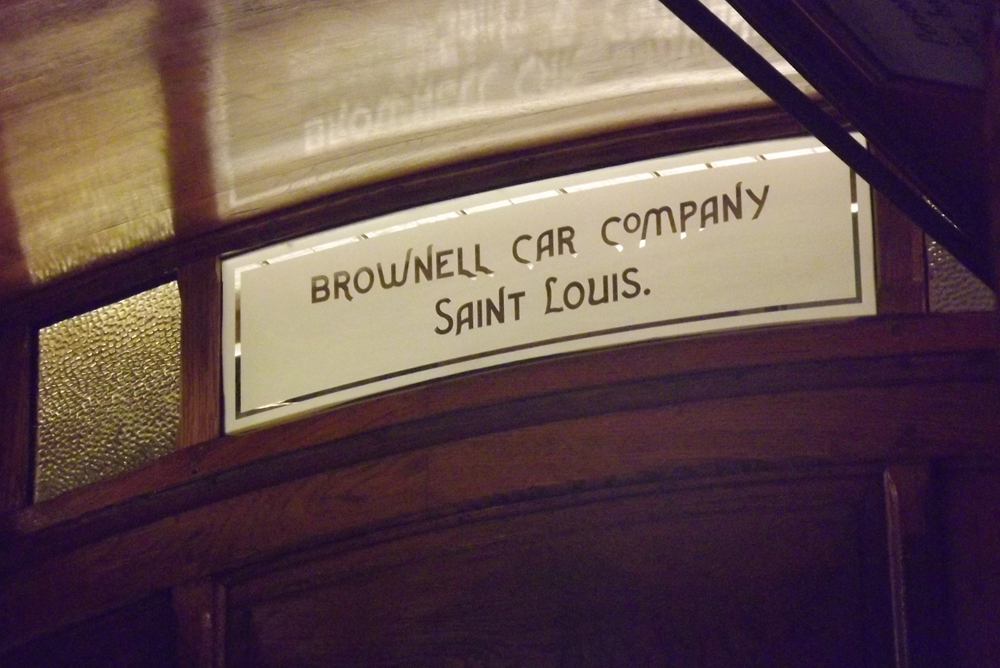 BROWNELL CAR COMPANY
SAINT LOUIS.